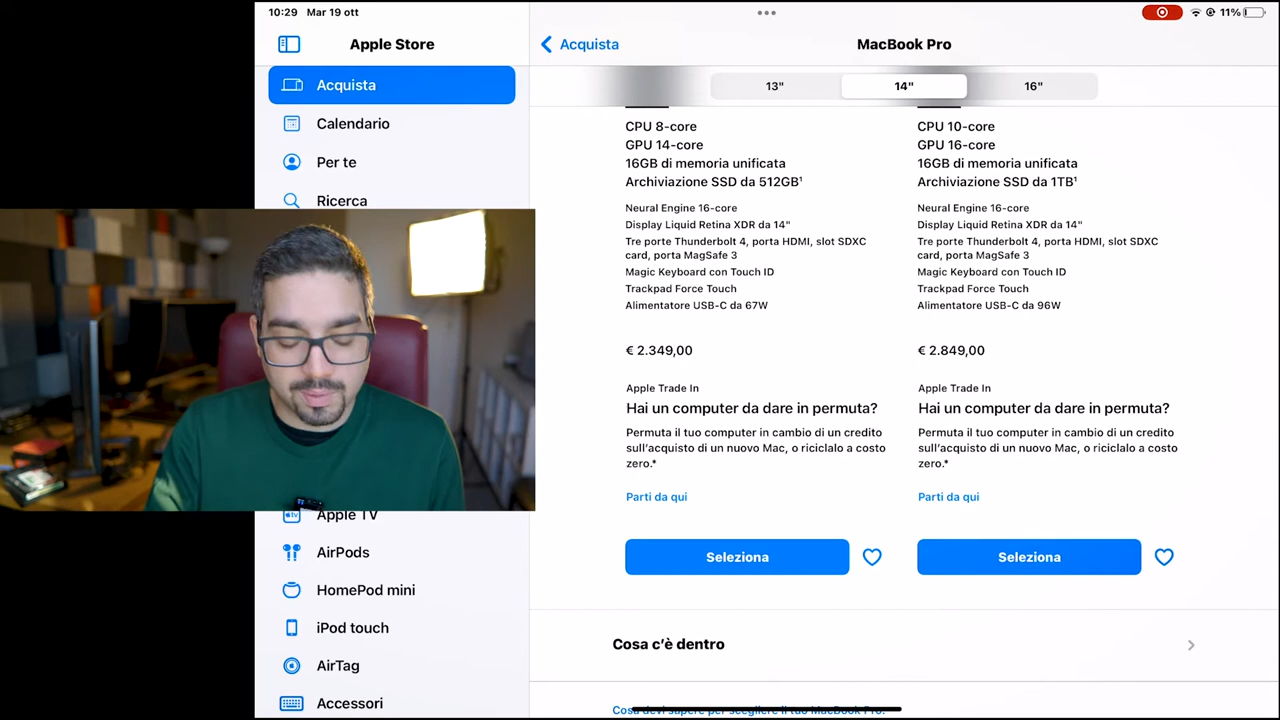 10:29 Mar 19 ott
11%
Apple Store
Acquista
Calendario
Per te
Ricerca
Apple TV
AirPods
HomePod mini
iPod touch
AirTag
Accessori
Acquista
MacBook Pro
13"
14"
16"
CPU 8-core
GPU 14-core
16GB di memoria unificata
Archiviazione SSD da 512GB¹
Neural Engine 16-core
Display Liquid Retina XDR da 14"
Tre porte Thunderbolt 4, porta HDMI, slot SDXC
card, porta MagSafe 3
Magic Keyboard con Touch ID
Trackpad Force Touch
Alimentatore USB-C da 67W
€ 2.349,00
Apple Trade In
Hai un computer da dare in permuta?
Permuta il tuo computer in cambio di un credito
sull'acquisto di un nuovo Mac, o riciclalo a costo
zero.*
Parti da qui
Seleziona
CPU 10-core
GPU 16-core
16GB di memoria unificata
Archiviazione SSD da 1TB¹
Neural Engine 16-core
Display Liquid Retina XDR da 14"
Tre porte Thunderbolt 4, porta HDMI, slot SDXC
card, porta MagSafe 3
Magic Keyboard con Touch ID
Trackpad Force Touch
Alimentatore USB-C da 96W
€ 2.849,00
Apple Trade In
Hai un computer da dare in permuta?
Permuta il tuo computer in cambio di un credito
sull'acquisto di un nuovo Mac, o riciclalo a costo
zero.*
Parti da qui
Seleziona
Cosa c'è dentro
Cosa devi sapere per scegliere il tuo MacBook Pro.